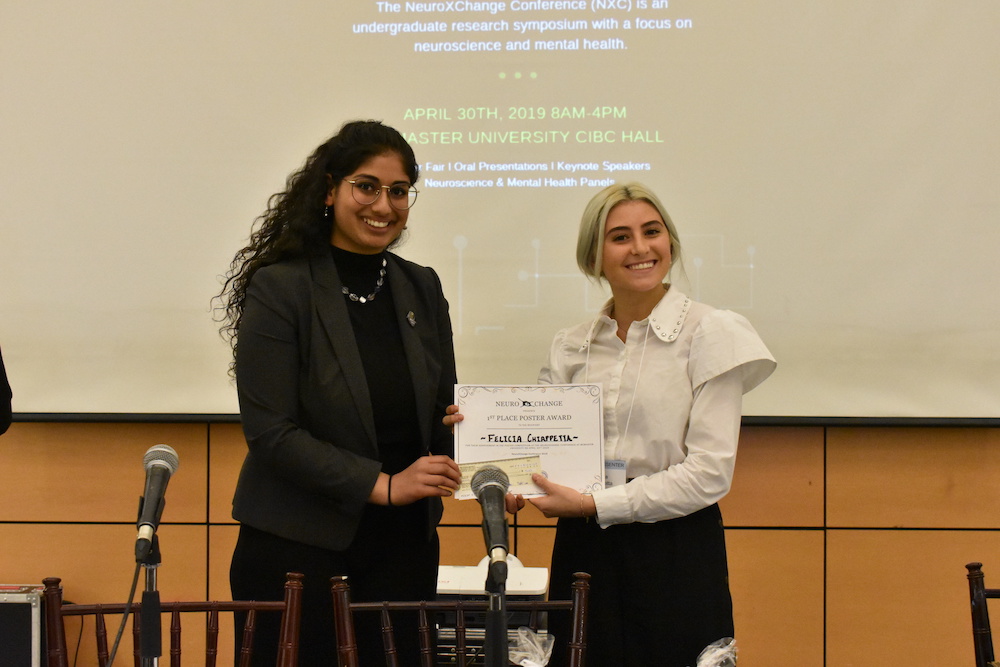 The NeuroXChange Conference (NXC) is an
undergraduate research symposium with a focus on
neuroscience and mental health.
APRIL 30TH, 2019 8AM-4PM
MASTER UNIVERSITY CIBC HALL
Fair | Oral Presentations | Keynote Speakers
Neuroscience & Mental Health Panels
NEURO CHANGE
1ST PLACE POSTER AWARD
-FELICIA CHIAPPETTA-